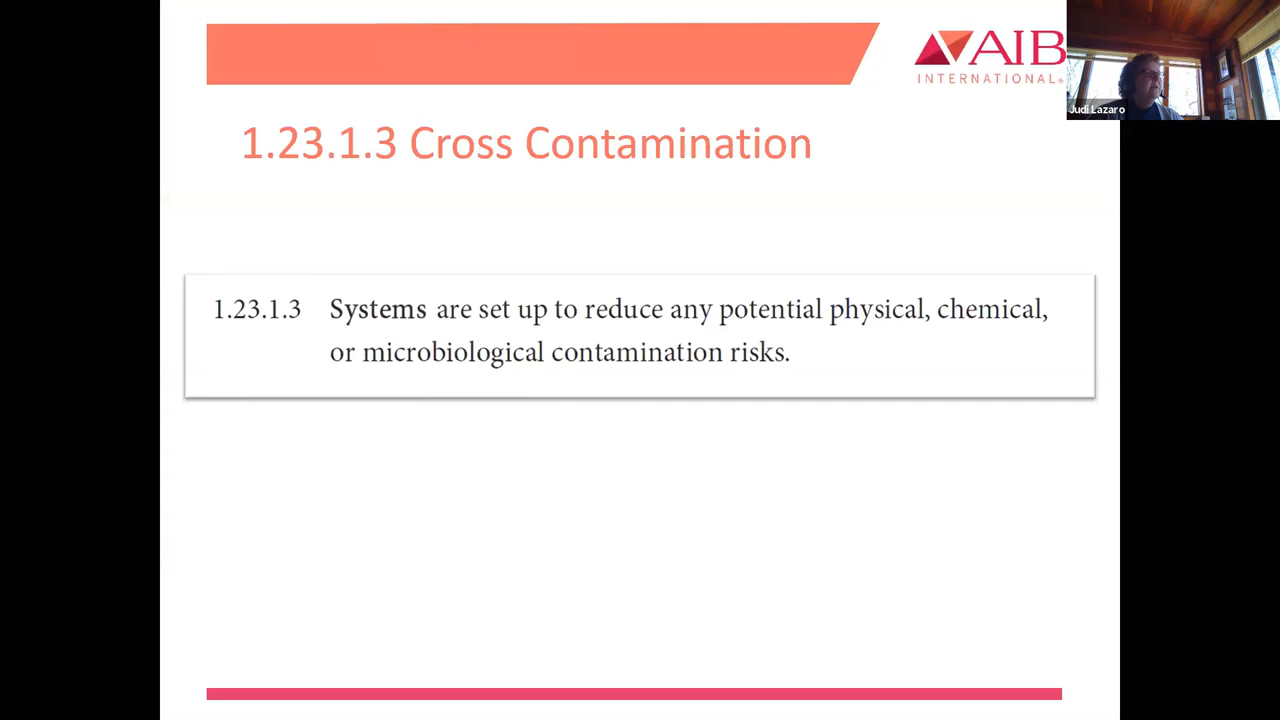 AIB
INTERNATIONAL®
Judi Lazaro
1.23.1.3 Cross Contamination
1.23.1.3 Systems are set up to reduce any potential physical, chemical,
or microbiological contamination risks.